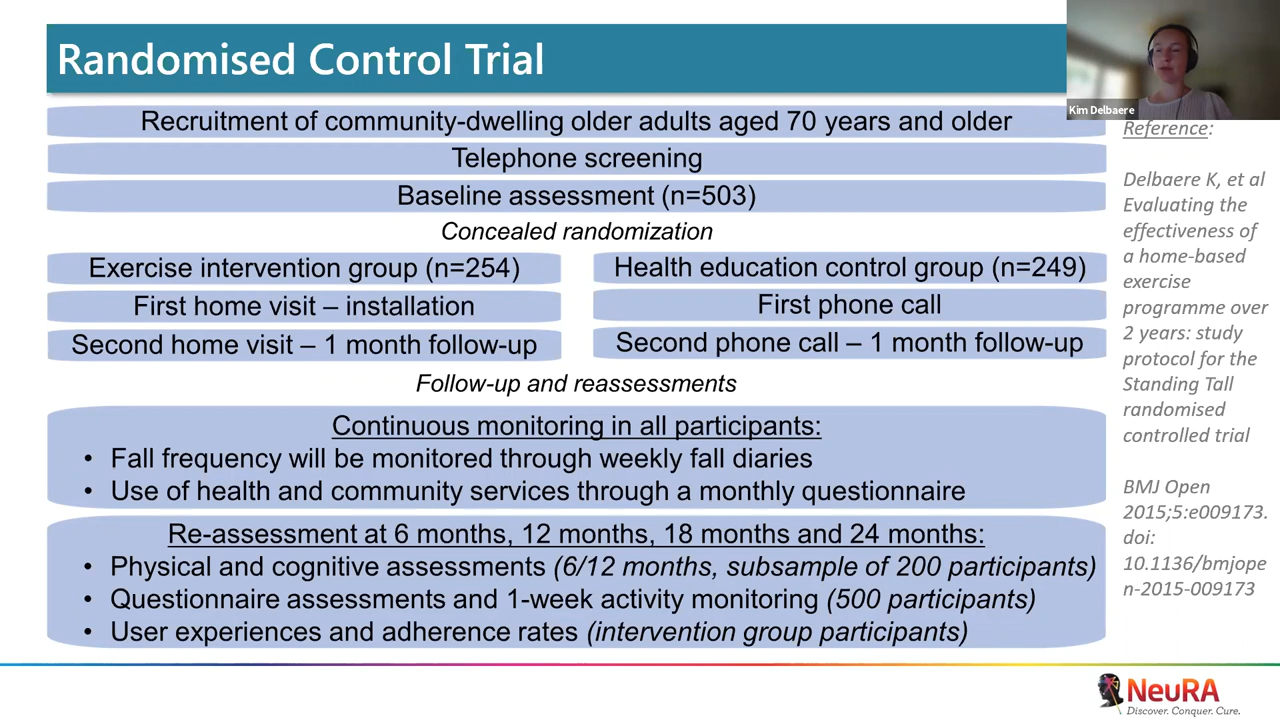 Randomised Control Trial
Kim Delbaere
Recruitment of community-dwelling older adults aged 70 years and older
Telephone screening
Baseline assessment (n=503)
Concealed randomization
Exercise intervention group (n=254)
First home visit – installation
Second home visit – 1 month follow-up
Health education control group (n=249)
First phone call
Second phone call – 1 month follow-up
Follow-up and reassessments
Continuous monitoring in all participants:
• Fall frequency will be monitored through weekly fall diaries
• Use of health and community services through a monthly questionnaire
Re-assessment at 6 months, 12 months, 18 months and 24 months:
• Physical and cognitive assessments (6/12 months, subsample of 200 participants)
• Questionnaire assessments and 1-week activity monitoring (500 participants)
• User experiences and adherence rates (intervention group participants)
Reference:
Delbaere K, et al
Evaluating the
effectiveness of
a home-based
exercise
programme over
2 years: study
protocol for the
Standing Tall
randomised
controlled trial
BMJ Open
2015;5:e009173.
doi:
10.1136/bmjope
n-2015-009173
NeuRA
Discover. Conquer. Cure.